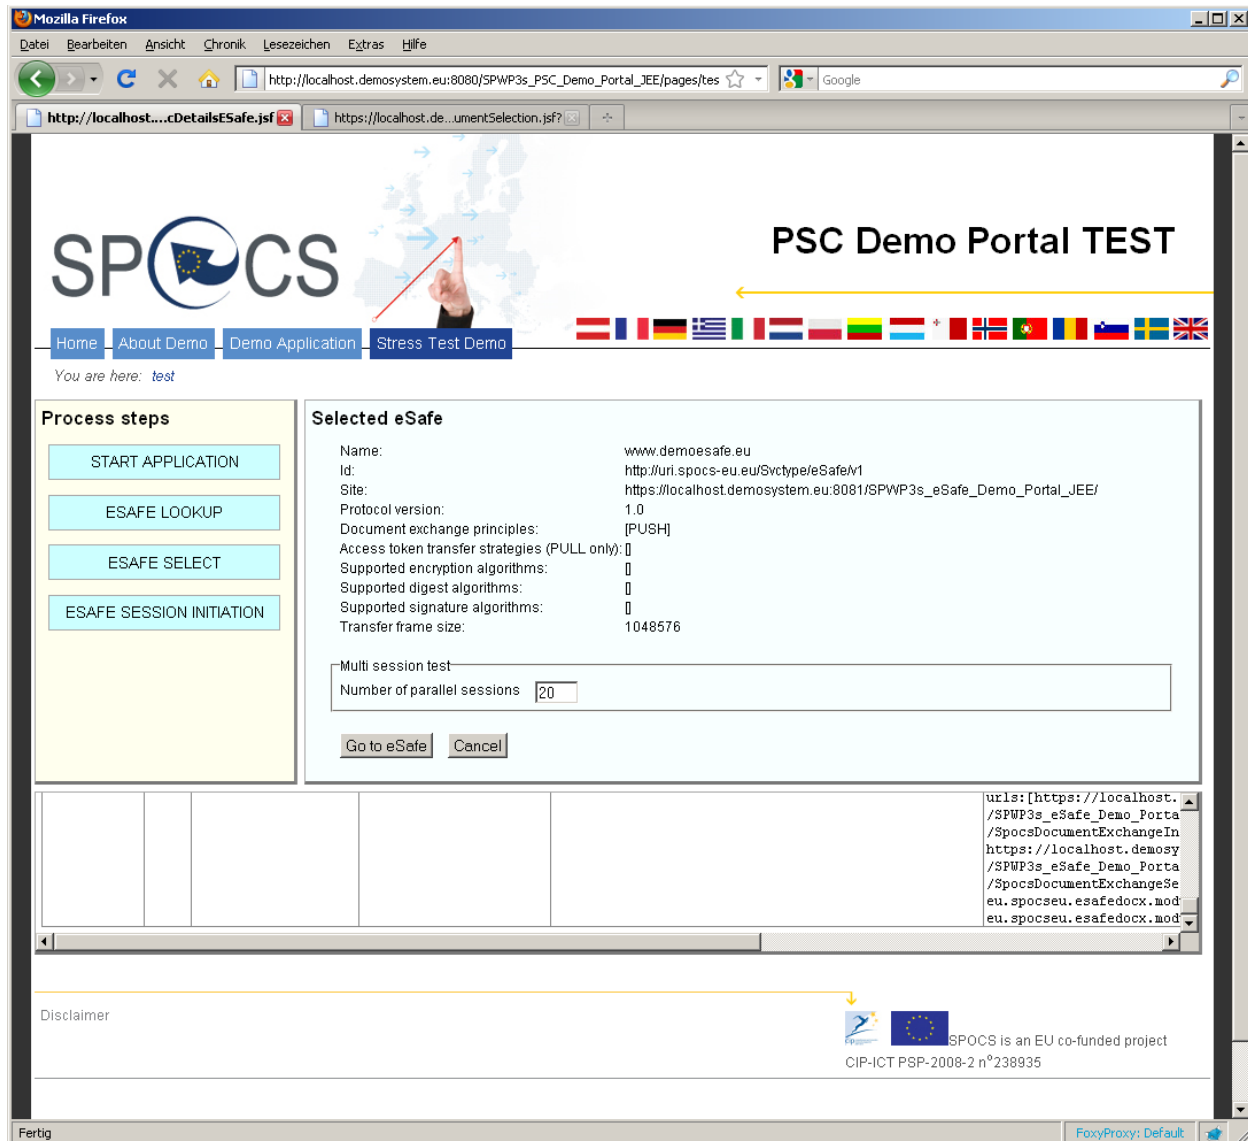 Mozilla Firefox
Datei Bearbeiten Ansicht Chronik Lesezeichen Extras Hilfe
http://localhost.demosystem.eu:8080/SPWP3s_PSC_Demo_Portal_JEE/pages/tes
Google
http://localhost....cDetailsESafe.jsf
https://localhost.de...umentSelection.jsf?
SPOCS
PSC Demo Portal TEST
Home About Demo Demo Application Stress Test Demo
You are here: test
Process steps
START APPLICATION
ESAFE LOOKUP
ESAFE SELECT
ESAFE SESSION INITIATION
Selected eSafe
Name: www.demoesafe.eu
Id: http://uri.spocs-eu.eu/Svctype/eSafe/v1
Site: https://localhost.demosystem.eu:8081/SPWP3s_eSafe_Demo_Portal_JEE/
Protocol version: 1.0
Document exchange principles: [PUSH]
Access token transfer strategies (PULL only): []
Supported encryption algorithms: []
Supported digest algorithms: []
Supported signature algorithms: []
Transfer frame size: 1048576
Multi session test
Number of parallel sessions 20
Go to eSafe Cancel
urls:[https://localhost.
/SPWP3s_eSafe_Demo_Porta
/SpocsDocumentExchangeIn
https://localhost.demosy
/SPWP3s_eSafe_Demo_Porta
/SpocsDocumentExchangeSe
eu.spocseu.esafedocx.mod
eu.spocseu.esafedocx.mod
Disclaimer
SPOCS is an EU co-funded project
CIP-ICT PSP-2008-2 n°238935
Fertig
FoxyProxy: Default